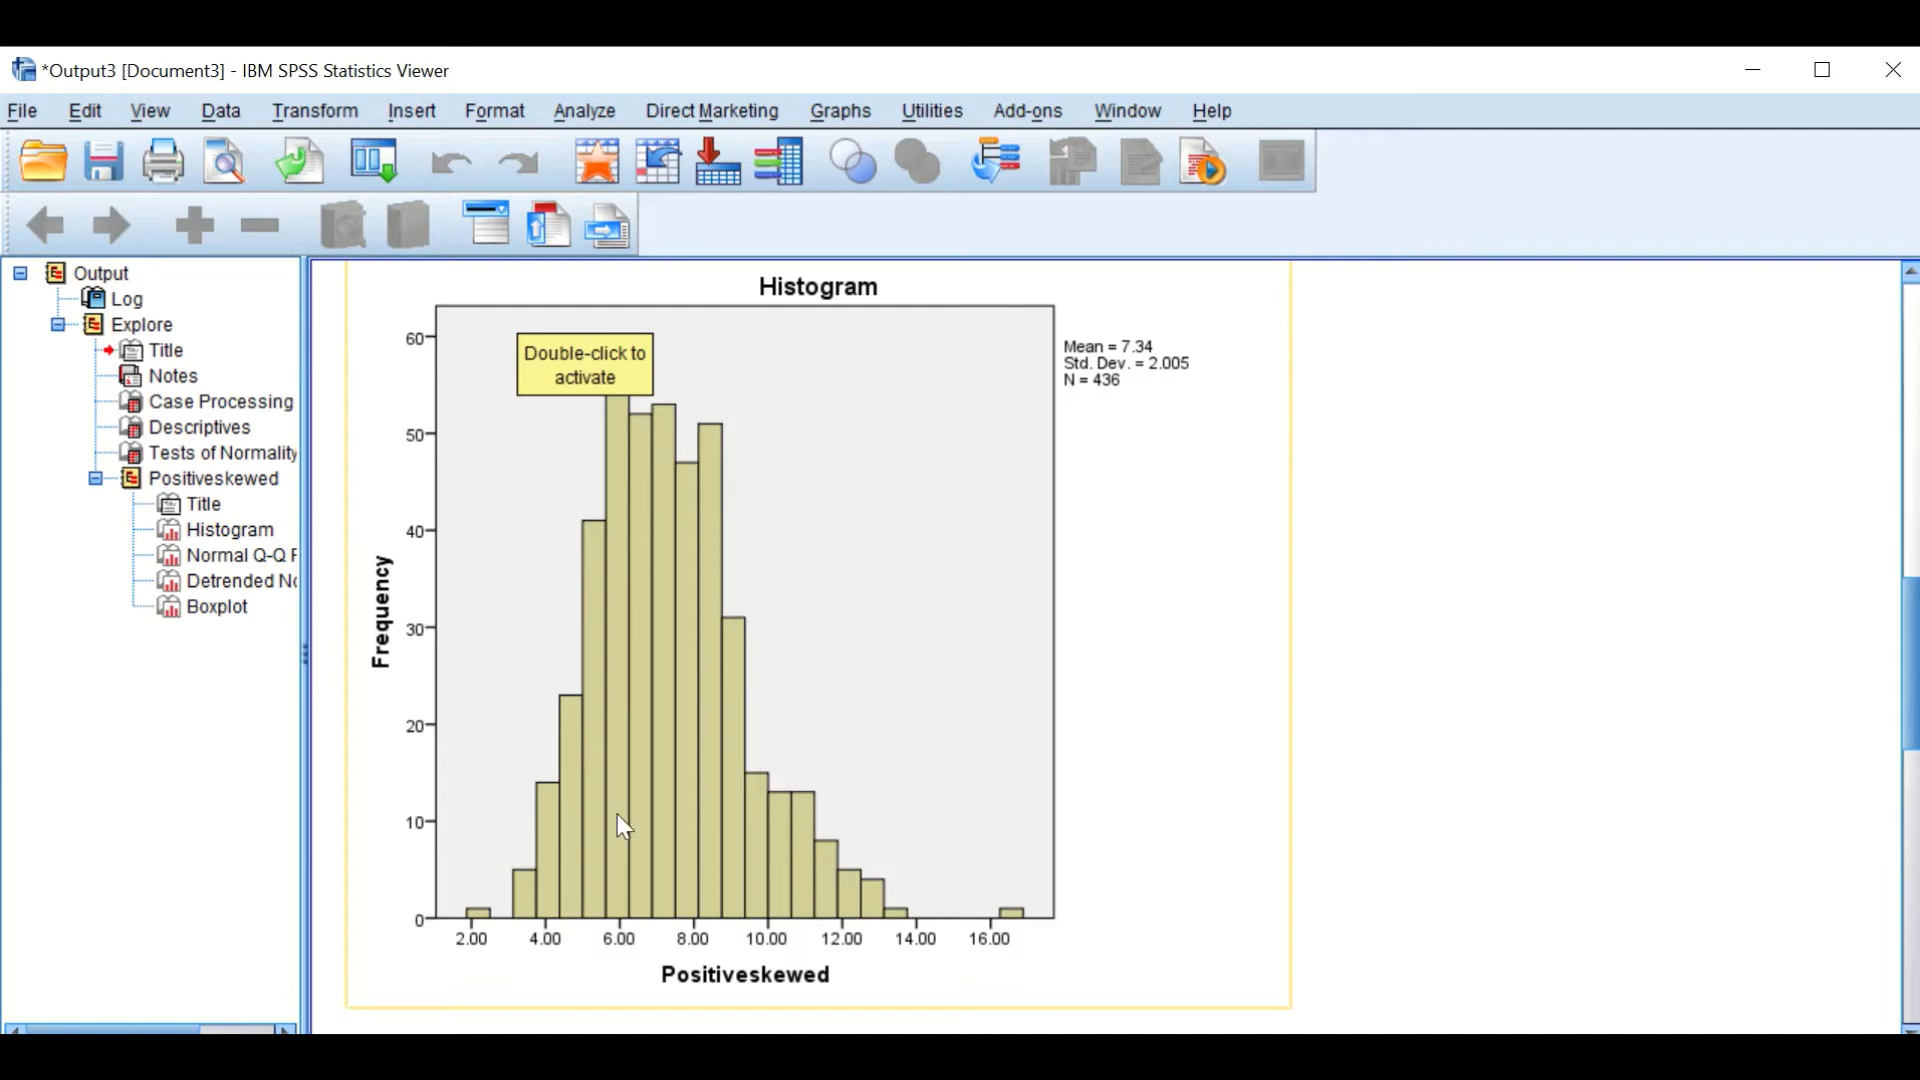 *Output3 [Document3] - IBM SPSS Statistics Viewer
File Edit View Data Transform Insert Format Analyze Direct Marketing Graphs Utilities Add-ons Window Help
Output
Log
Explore
Title
Notes
Case Processing
Descriptives
Tests of Normality
Positiveskewed
Title
Histogram
Normal Q-Q
Detrended
Boxplot
Histogram
Double-click to
activate
Mean = 7.34
Std. Dev. = 2.005
N = 436
60
50
40
30
20
10
0
Frequency
2.00 4.00 6.00 8.00 10.00 12.00 14.00 16.00
Positiveskewed